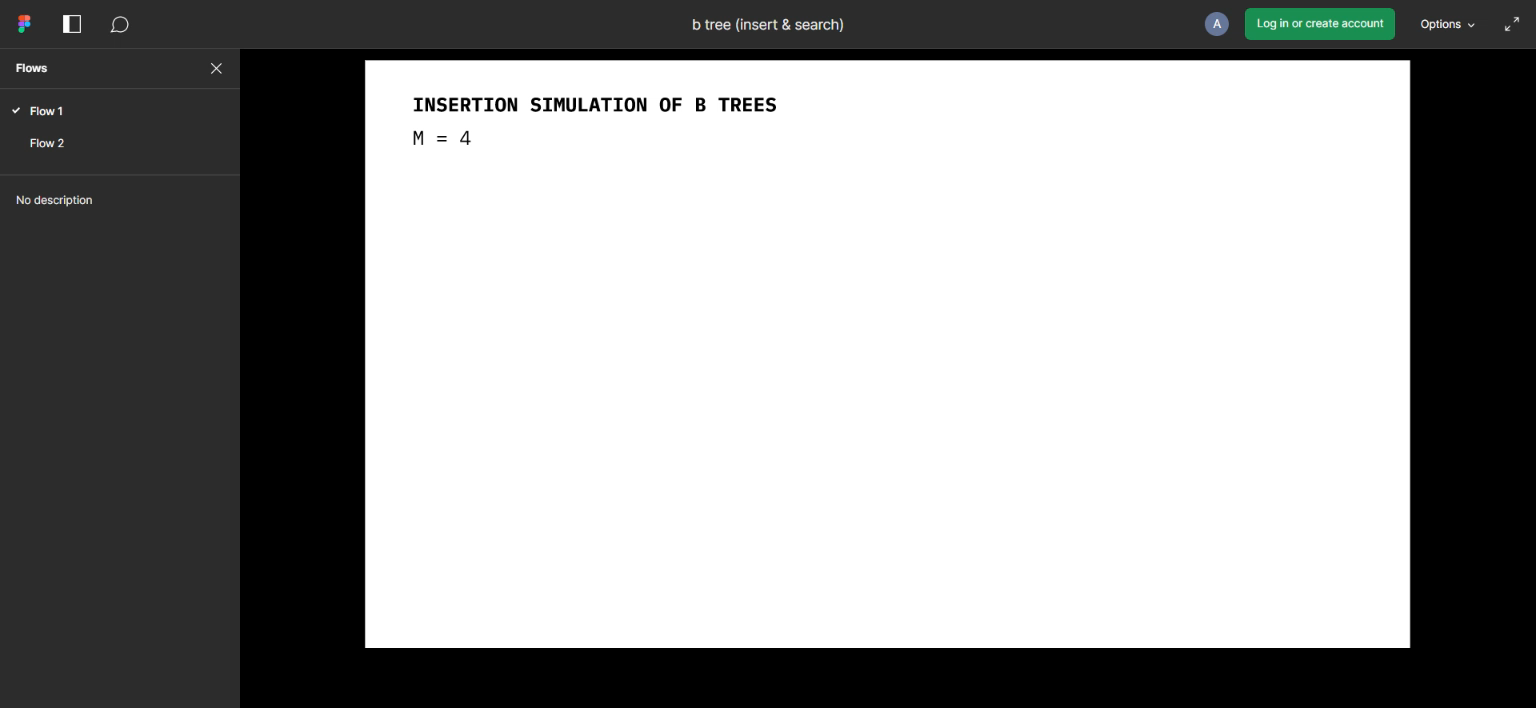 b tree (insert & search)
A
Log in or create account
Options
Flows
Flow 1
Flow 2
No description
INSERTION SIMULATION OF B TREES
M = 4